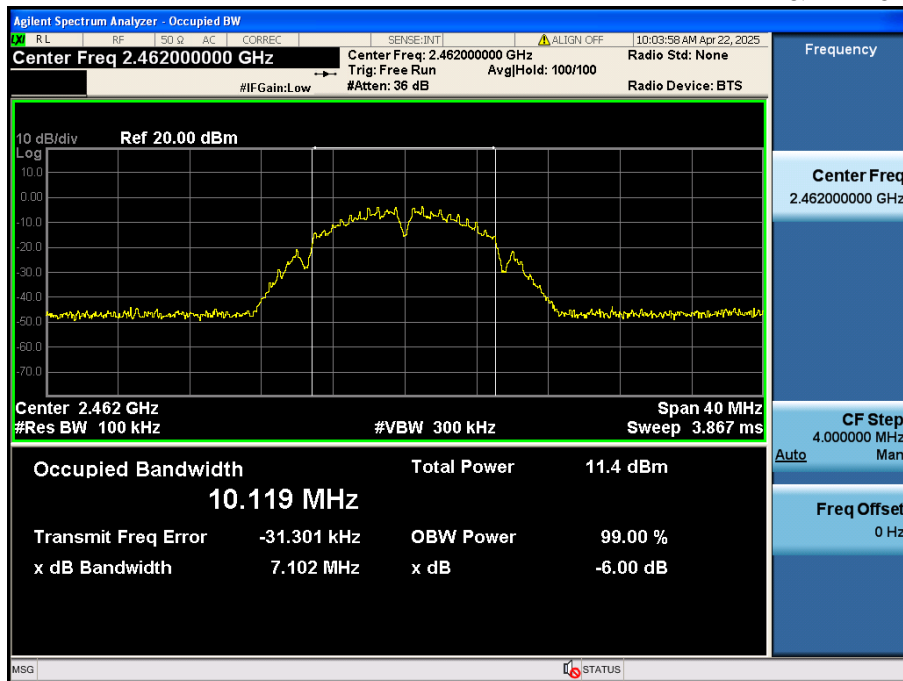 Agilent Spectrum Analyzer - Occupied BW
LXI RL RF 50 Ω AC CORREC SENSE:INT ALIGN OFF 10:03:58 AM Apr 22, 2025
Center Freq 2.462000000 GHz
Center Freq: 2.462000000 GHz Radio Std: None
Trig: Free Run Avg|Hold: 100/100
#IFGain:Low #Atten: 36 dB Radio Device: BTS
Frequency
10 dB/div Ref 20.00 dBm
Log
10.0
0.00
-10.0
-20.0
-30.0
-40.0
-50.0
-60.0
-70.0
Center 2.462 GHz Span 40 MHz
#Res BW 100 kHz #VBW 300 kHz Sweep 3.867 ms
Occupied Bandwidth Total Power 11.4 dBm
10.119 MHz
Transmit Freq Error -31.301 kHz OBW Power 99.00 %
x dB Bandwidth 7.102 MHz x dB -6.00 dB
Center Freq
2.462000000 GHz
CF Step
4.000000 MHz
Auto Man
Freq Offset
0 Hz
MSG STATUS